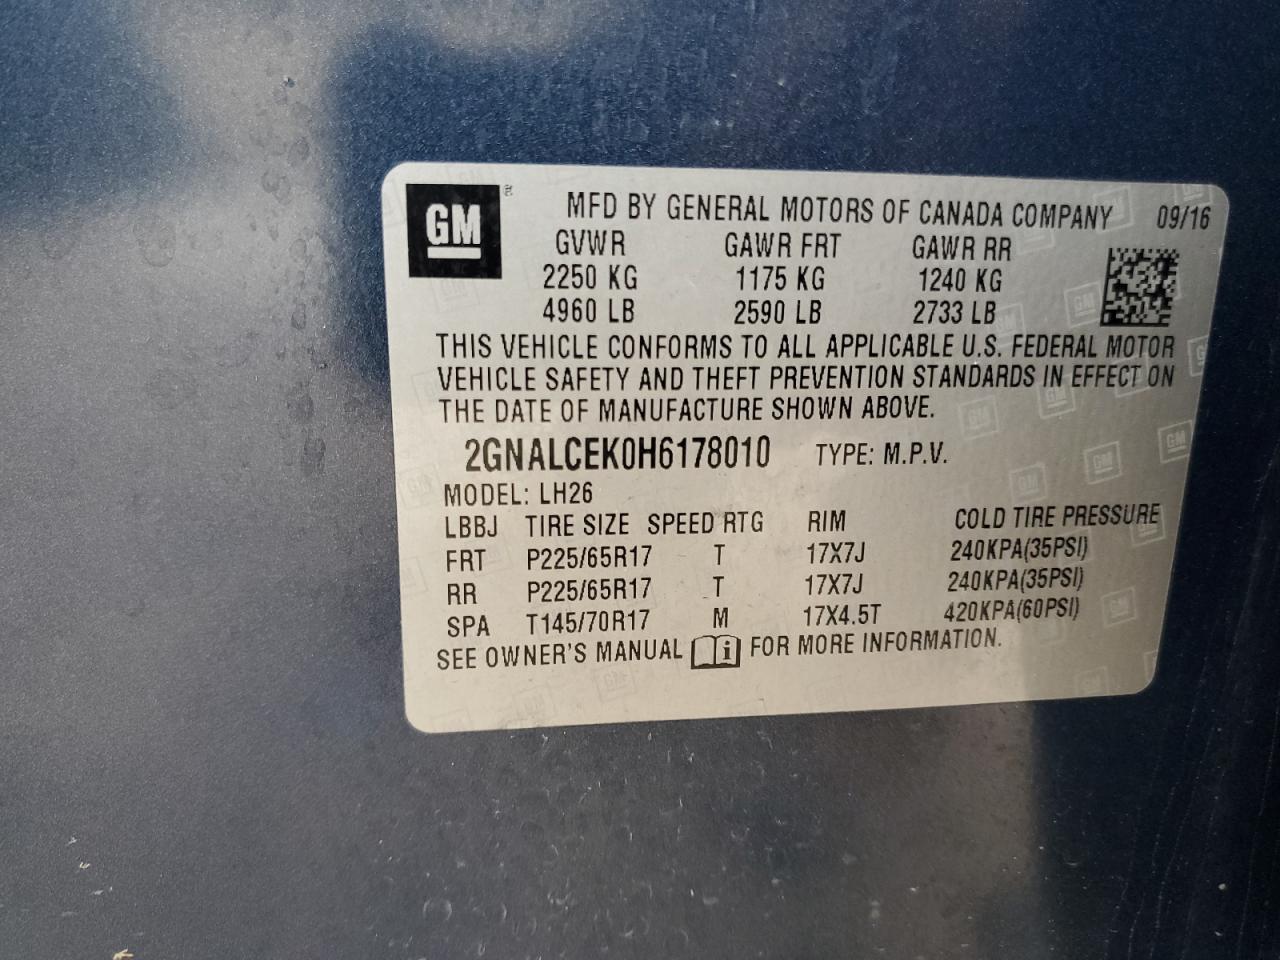 GM ®
MFD BY GENERAL MOTORS OF CANADA COMPANY 09/16
GVWR GAWR FRT GAWR RR
2250 KG 1175 KG 1240 KG
4960 LB 2590 LB 2733 LB
THIS VEHICLE CONFORMS TO ALL APPLICABLE U.S. FEDERAL MOTOR
VEHICLE SAFETY AND THEFT PREVENTION STANDARDS IN EFFECT ON
THE DATE OF MANUFACTURE SHOWN ABOVE.
2GNALCEK0H6178010 TYPE: M.P.V.
MODEL: LH26
LBBJ TIRE SIZE SPEED RTG RIM COLD TIRE PRESSURE
FRT P225/65R17 T 17X7J 240KPA(35PSI)
RR P225/65R17 T 17X7J 240KPA(35PSI)
SPA T145/70R17 M 17X4.5T 420KPA(60PSI)
SEE OWNER'S MANUAL i FOR MORE INFORMATION.